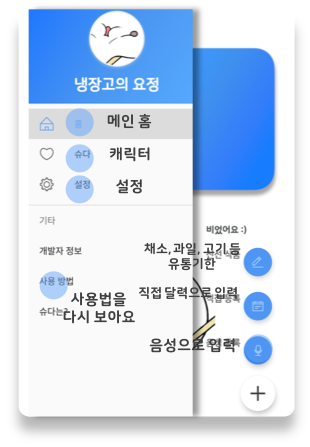 냉장고의 요정
홈 메인 홈
슈다 캐릭터
설정 설정
기타
비었어요 :)
개발자 정보
채소, 과일, 고기 등
유통기한
사용 방법
직접 달력으로 입력
사용법을
슈다는?
다시 보아요
음성으로 입력